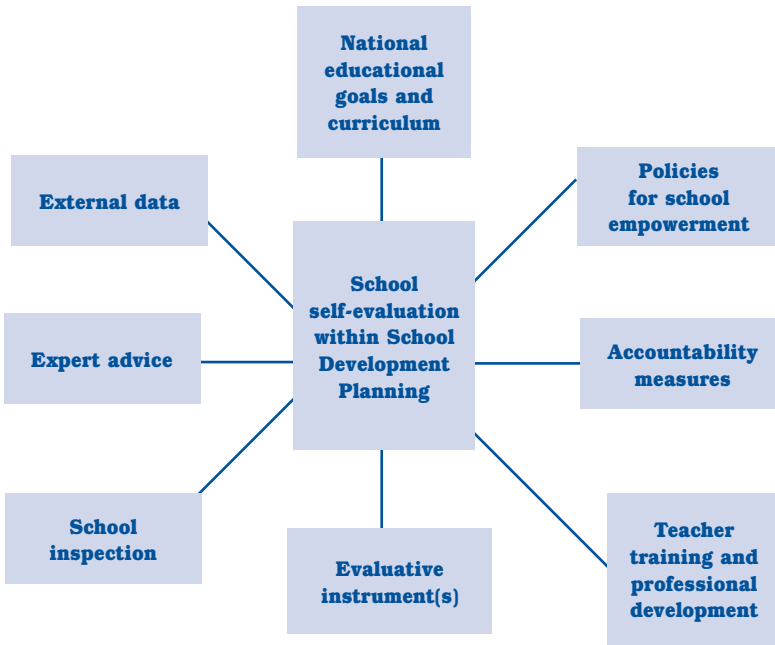 National
educational
goals and
curriculum
External data
Policies
for school
empowerment
School
self-evaluation
within School
Development
Planning
Expert advice
Accountability
measures
School
inspection
Evaluative
instrument(s)
Teacher
training and
professional
development